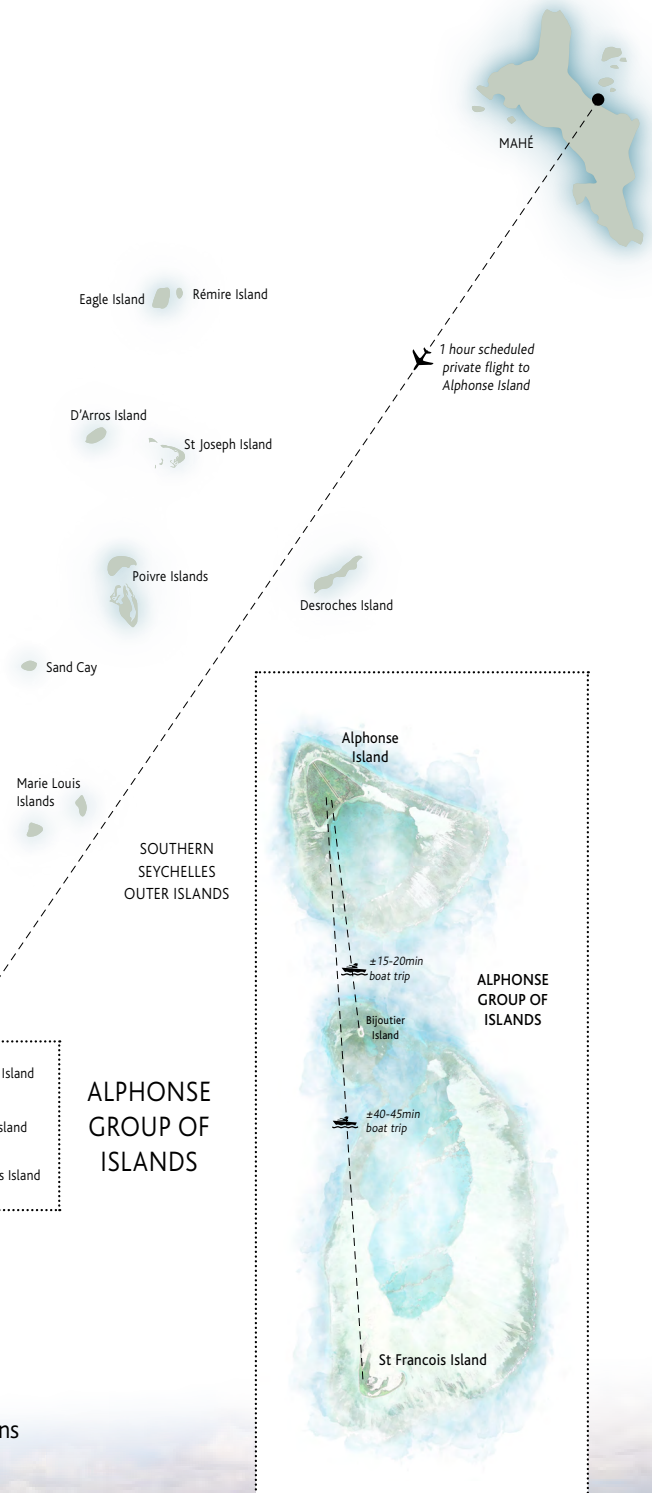 MAHÉ
Eagle Island
Rémire Island
1 hour scheduled
private flight to
Alphonse Island
D'Arros Island
St Joseph Island
Poivre Islands
Desroches Island
Sand Cay
Alphonse
Island
Marie Louis
Islands
SOUTHERN
SEYCHELLES
OUTER ISLANDS
±15-20min
boat trip
ALPHONSE
GROUP OF
ISLANDS
Bijoutier
Island
Island
ALPHONSE
GROUP OF
ISLANDS
±40-45min
boat trip
Island
St Francois Island